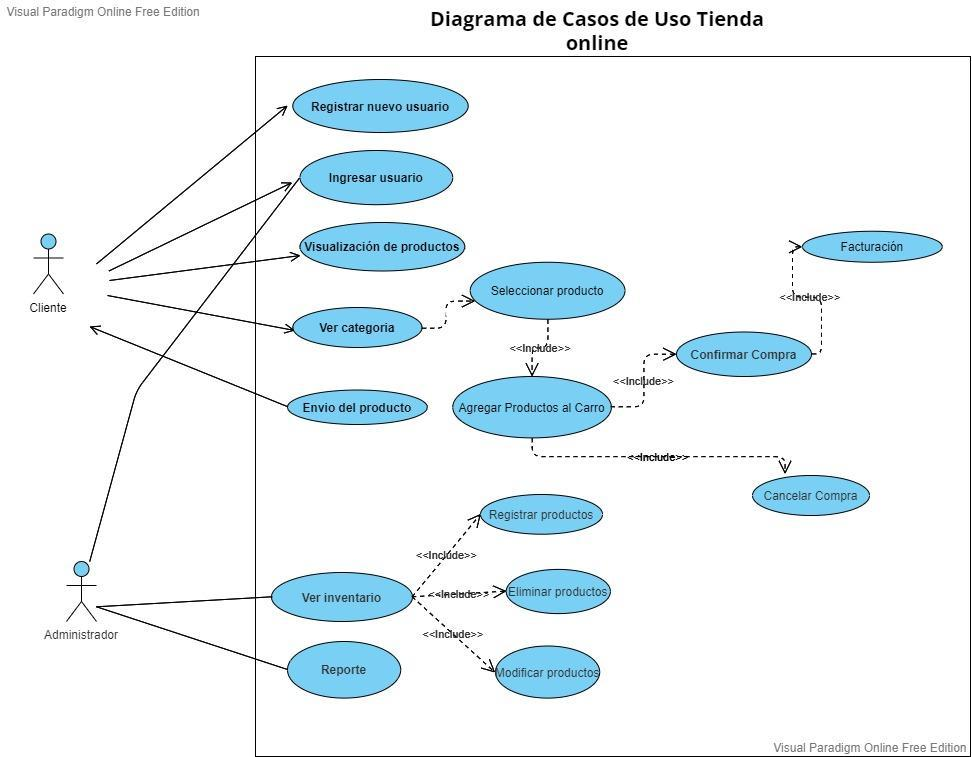 Visual Paradigm Online Free Edition
Diagrama de Casos de Uso Tienda
online
Registrar nuevo usuario
Ingresar usuario
Visualización de productos
Facturación
Cliente
Seleccionar producto
<<Include>>
Ver categoria
<<Include>>
Confirmar Compra
<<Include>>
Envio del producto
Agregar Productos al Carro
<<Include>>
Cancelar Compra
Registrar productos
<<Include>>
Ver inventario
<<Include>>
Eliminar productos
Administrador
<<Include>>
Reporte
Modificar productos
Visual Paradigm Online Free Edition